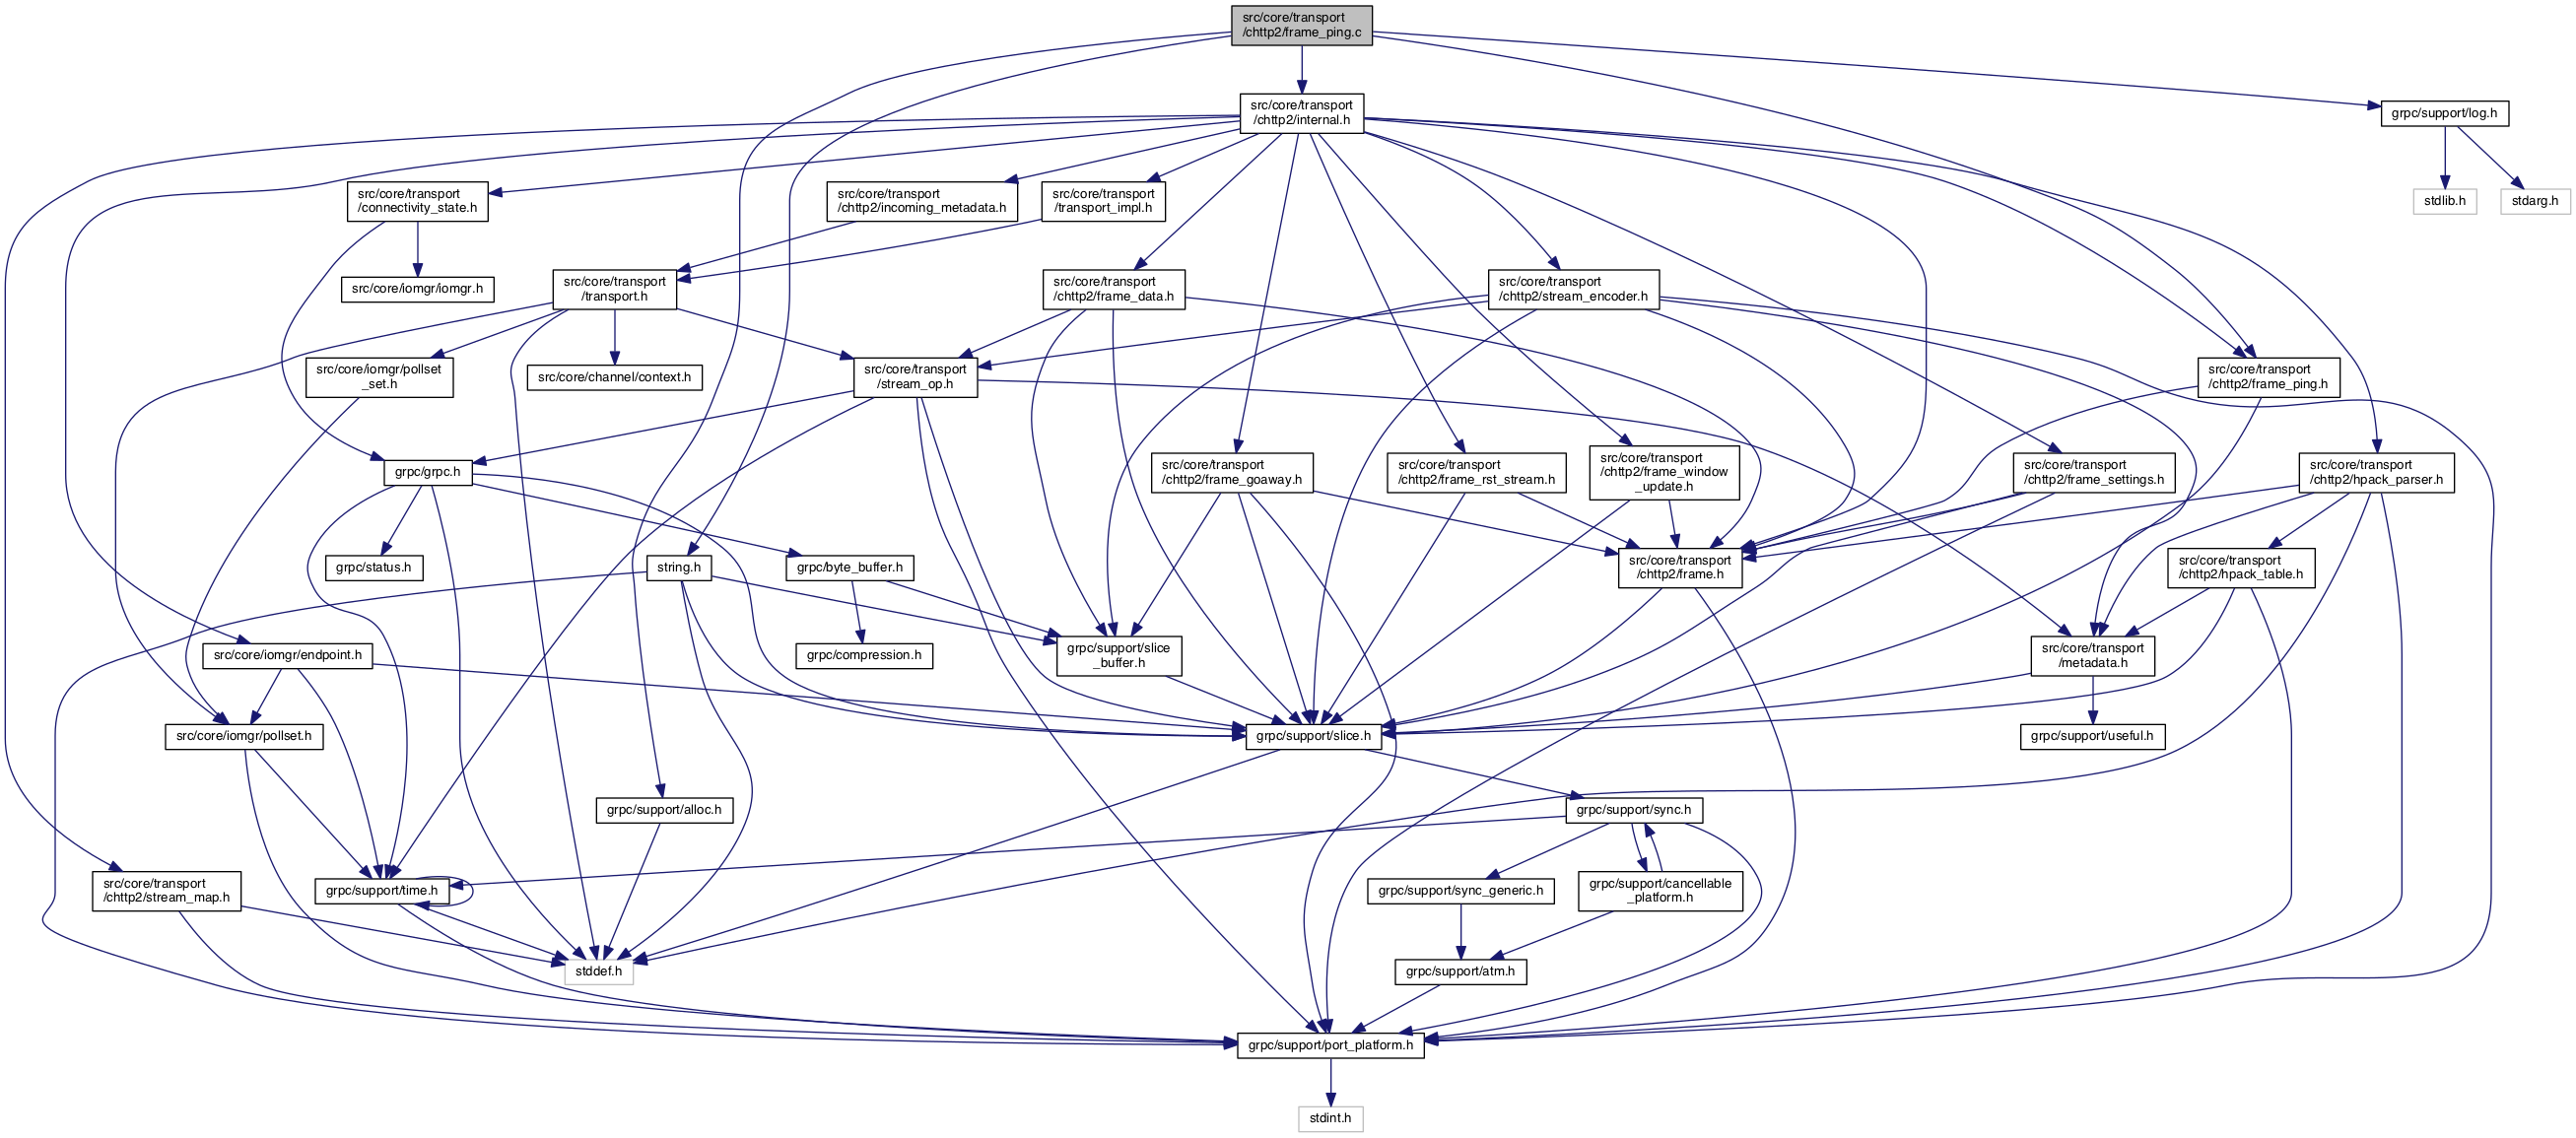 src/core/transport
/chttp2/frame_ping.c
src/core/transport
/chttp2/internal.h
grpc/support/log.h
src/core/transport
/connectivity_state.h
src/core/transport
/chttp2/incoming_metadata.h
src/core/transport
/transport_impl.h
stdlib.h
stdarg.h
src/core/iomgr/iomgr.h
src/core/transport
/transport.h
src/core/transport
/chttp2/frame_data.h
src/core/transport
/chttp2/stream_encoder.h
src/core/iomgr/pollset
_set.h
src/core/channel/context.h
src/core/transport
/stream_op.h
src/core/transport
/chttp2/frame_ping.h
grpc/grpc.h
src/core/transport
/chttp2/frame_goaway.h
src/core/transport
/chttp2/frame_rst_stream.h
src/core/transport
/chttp2/frame_window
_update.h
src/core/transport
/chttp2/frame_settings.h
src/core/transport
/chttp2/hpack_parser.h
grpc/status.h
string.h
grpc/byte_buffer.h
src/core/transport
/chttp2/frame.h
src/core/transport
/chttp2/hpack_table.h
src/core/iomgr/endpoint.h
grpc/compression.h
grpc/support/slice
_buffer.h
src/core/transport
/metadata.h
src/core/iomgr/pollset.h
grpc/support/slice.h
grpc/support/useful.h
grpc/support/alloc.h
grpc/support/sync.h
src/core/transport
/chttp2/stream_map.h
grpc/support/time.h
grpc/support/sync_generic.h
grpc/support/cancellable
_platform.h
stddef.h
grpc/support/atm.h
grpc/support/port_platform.h
stdint.h